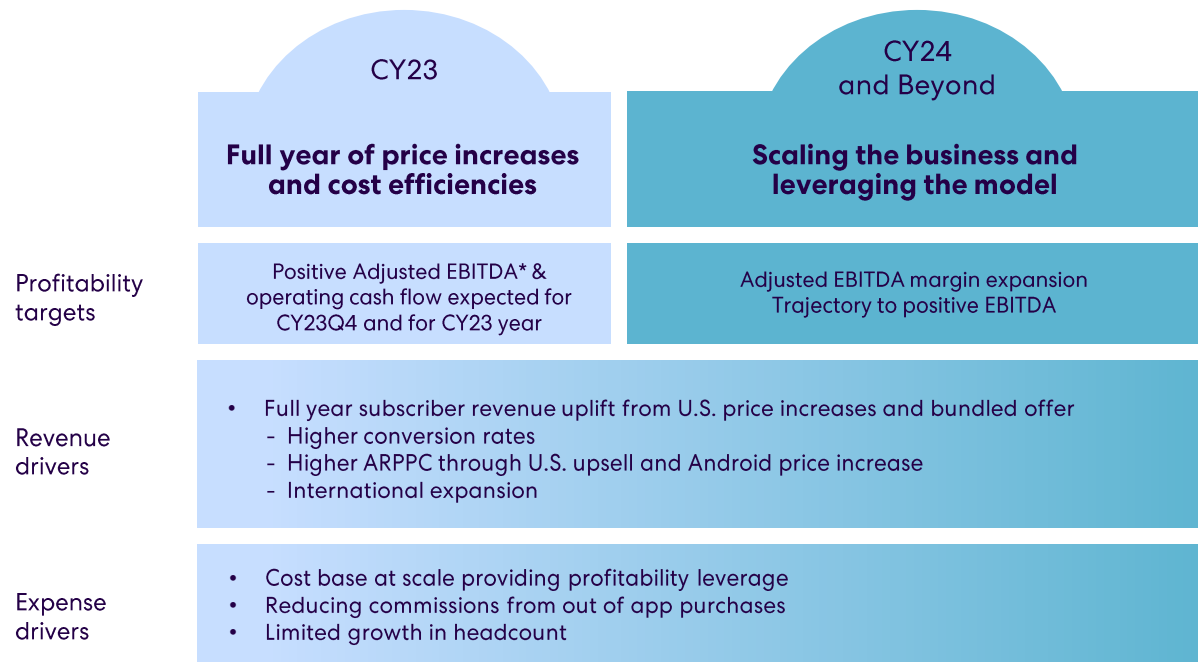 CY23
CY24
and Beyond
Full year of price increases
and cost efficiencies
Scaling the business and
leveraging the model
Profitability
targets
Positive Adjusted EBITDA* &
operating cash flow expected for
CY23Q4 and for CY23 year
Adjusted EBITDA margin expansion
Trajectory to positive EBITDA
Revenue
drivers
• Full year subscriber revenue uplift from U.S. price increases and bundled offer
- Higher conversion rates
- Higher ARPPC through U.S. upsell and Android price increase
- International expansion
Expense
drivers
• Cost base at scale providing profitability leverage
• Reducing commissions from out of app purchases
• Limited growth in headcount